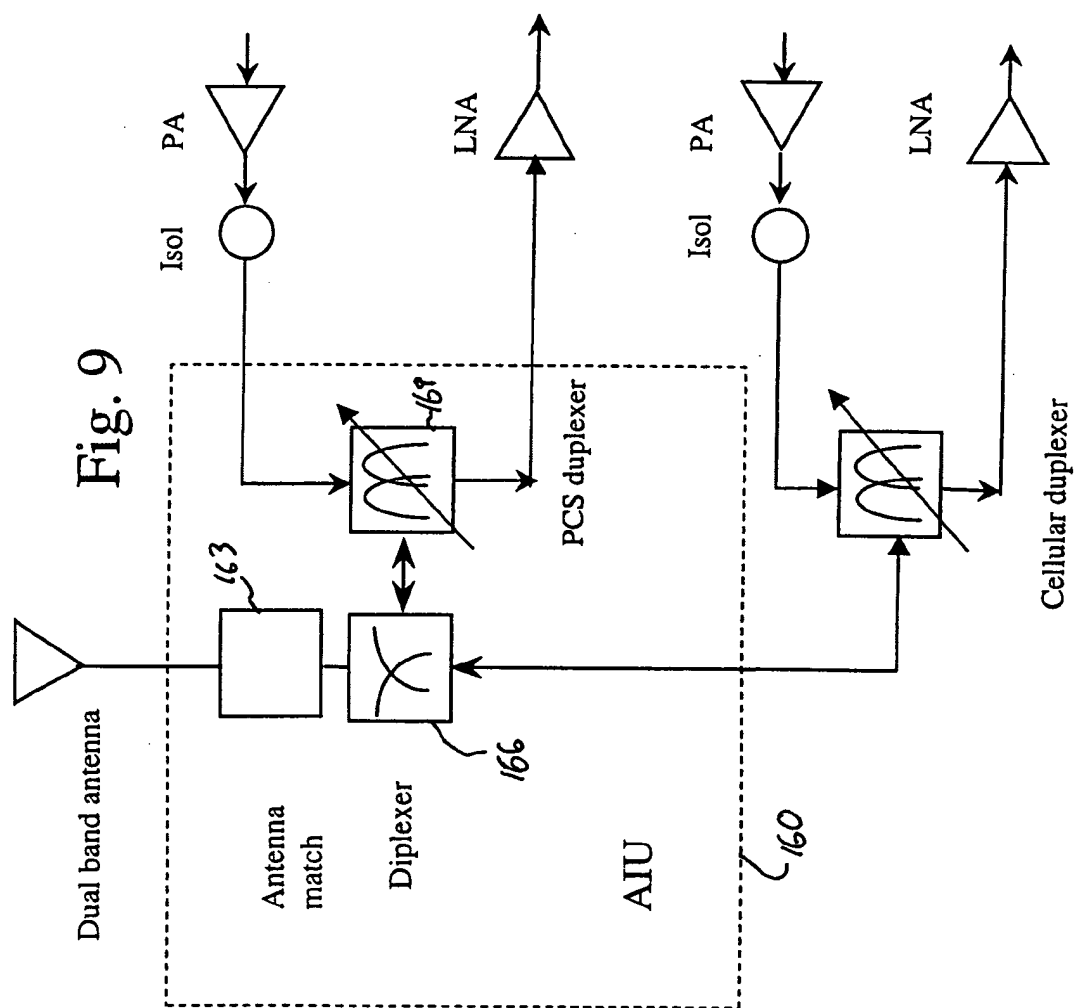 Fig. 9
Dual band antenna
Isol
PA
163
Antenna
match
Diplexer
169
LNA
166
PCS duplexer
AIU
Isol
PA
160
LNA
Cellular duplexer